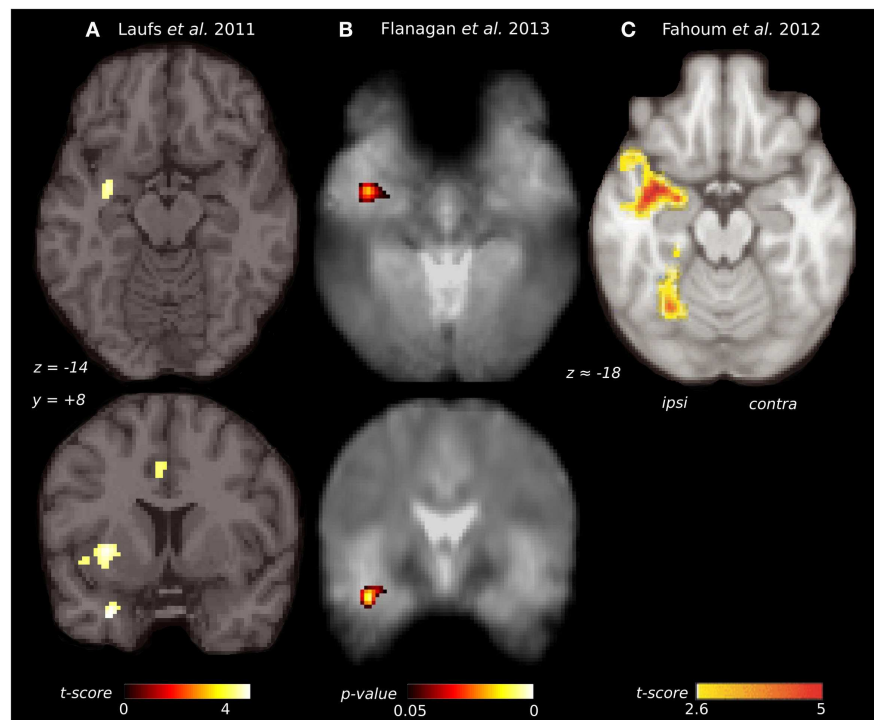 A Laufs et al. 2011
B Flanagan et al. 2013
C Fahoum et al. 2012
z = -14
y = +8
z ≈ -18
ipsi contra
t-score
0 4
p-value
0.05 0
t-score
2.6 5